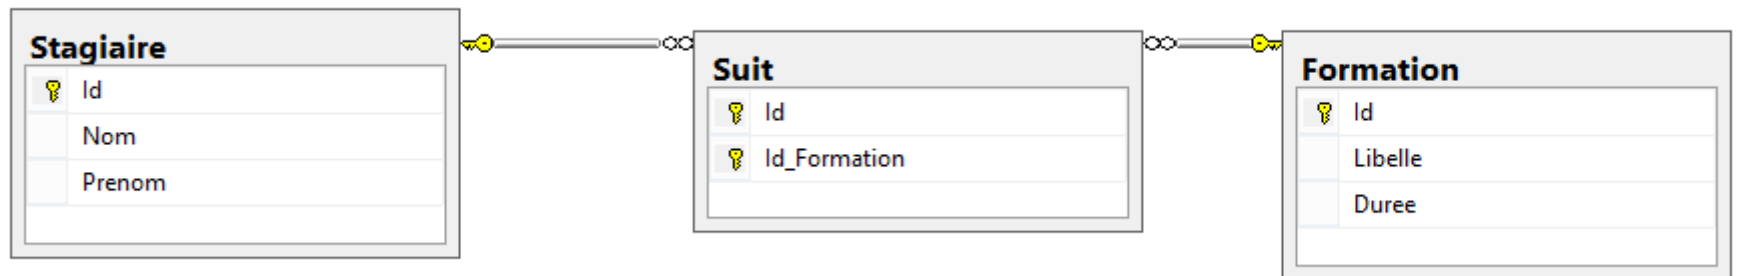 Stagiaire
Id
Nom
Prenom
Suit
Id
Id_Formation
Formation
Id
Libelle
Duree